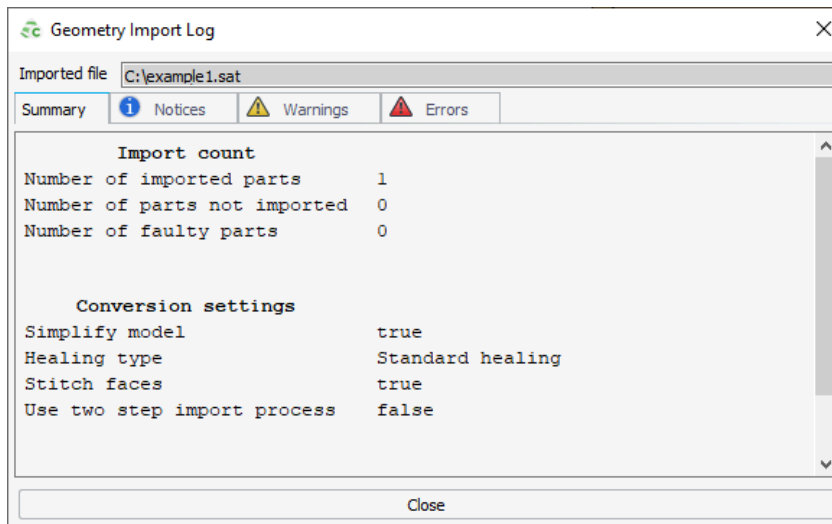 Geometry Import Log
Imported file C:\example1.sat
Summary Notices Warnings Errors
Import count
Number of imported parts 1
Number of parts not imported 0
Number of faulty parts 0
Conversion settings
Simplify model true
Healing type Standard healing
Stitch faces true
Use two step import process false
Close